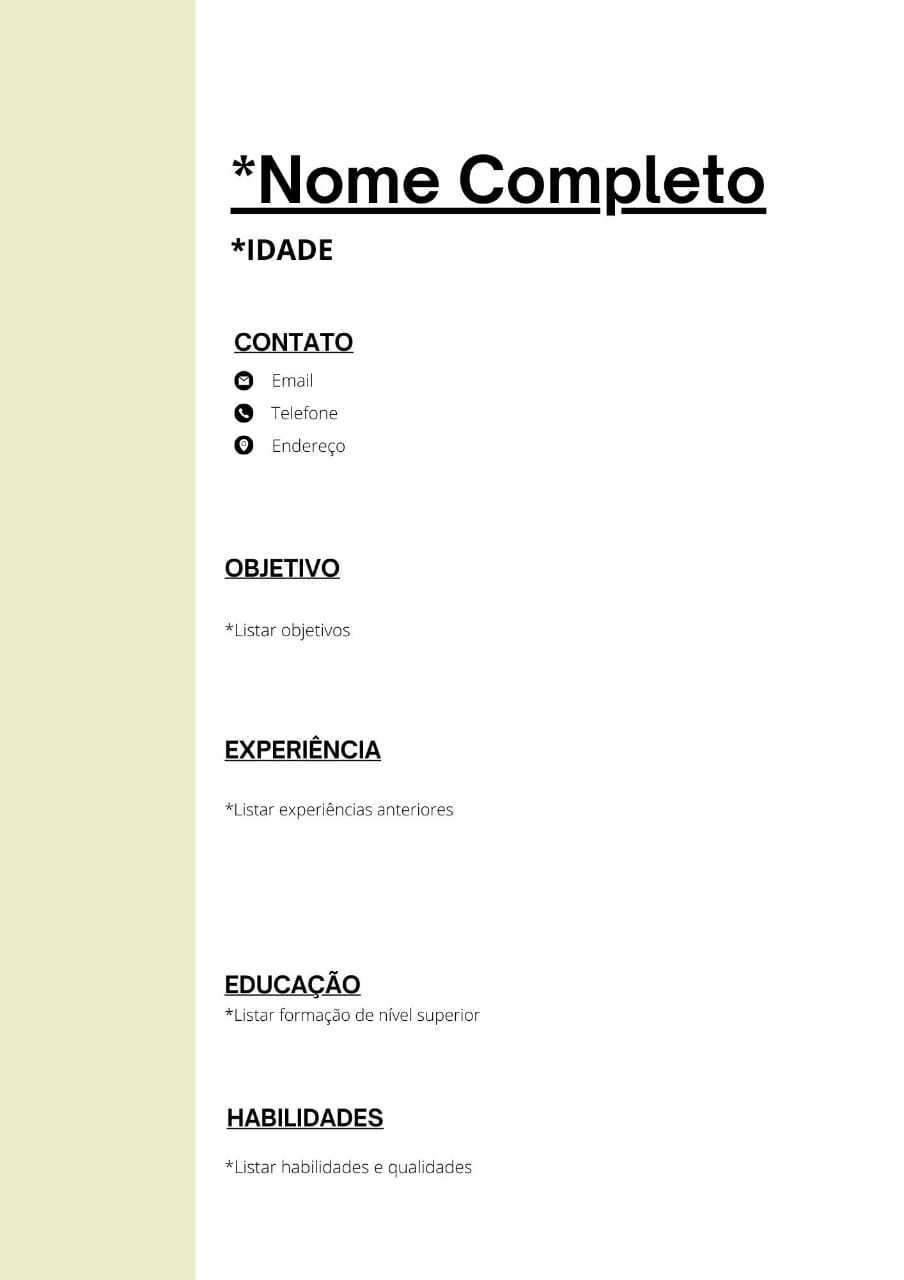 *Nome Completo
*IDADE
CONTATO
Email
Telefone
Endereço
OBJETIVO
*Listar objetivos
EXPERIÊNCIA
*Listar experiências anteriores
EDUCAÇÃO
*Listar formação de nível superior
HABILIDADES
*Listar habilidades e qualidades